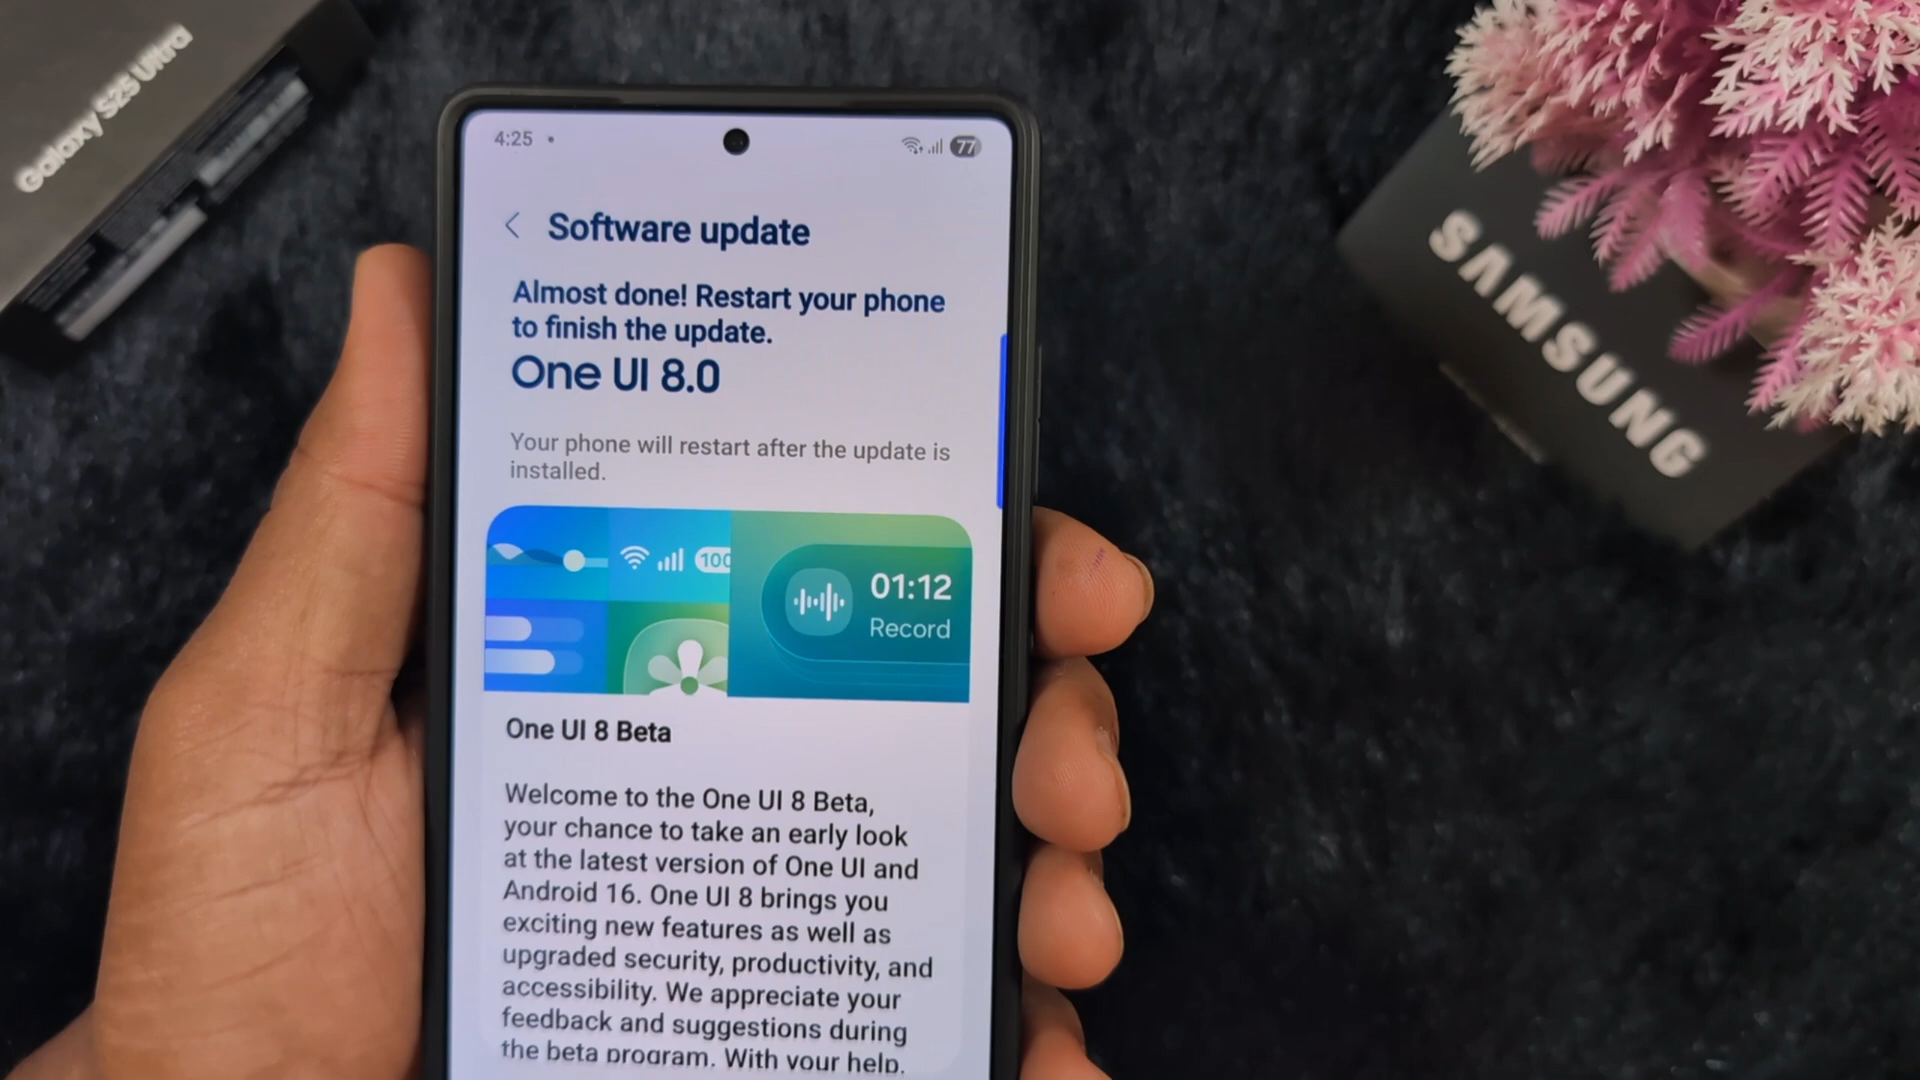 Galaxy S25 Ultra
4:25
77
Software update
Almost done! Restart your phone
to finish the update.
One UI 8.0
Your phone will restart after the update is
installed.
100
01:12
Record
One UI 8 Beta
Welcome to the One UI 8 Beta,
your chance to take an early look
at the latest version of One UI and
Android 16. One UI 8 brings you
exciting new features as well as
upgraded security, productivity, and
accessibility. We appreciate your
feedback and suggestions during
the beta program. With your help,
SAMSUNG